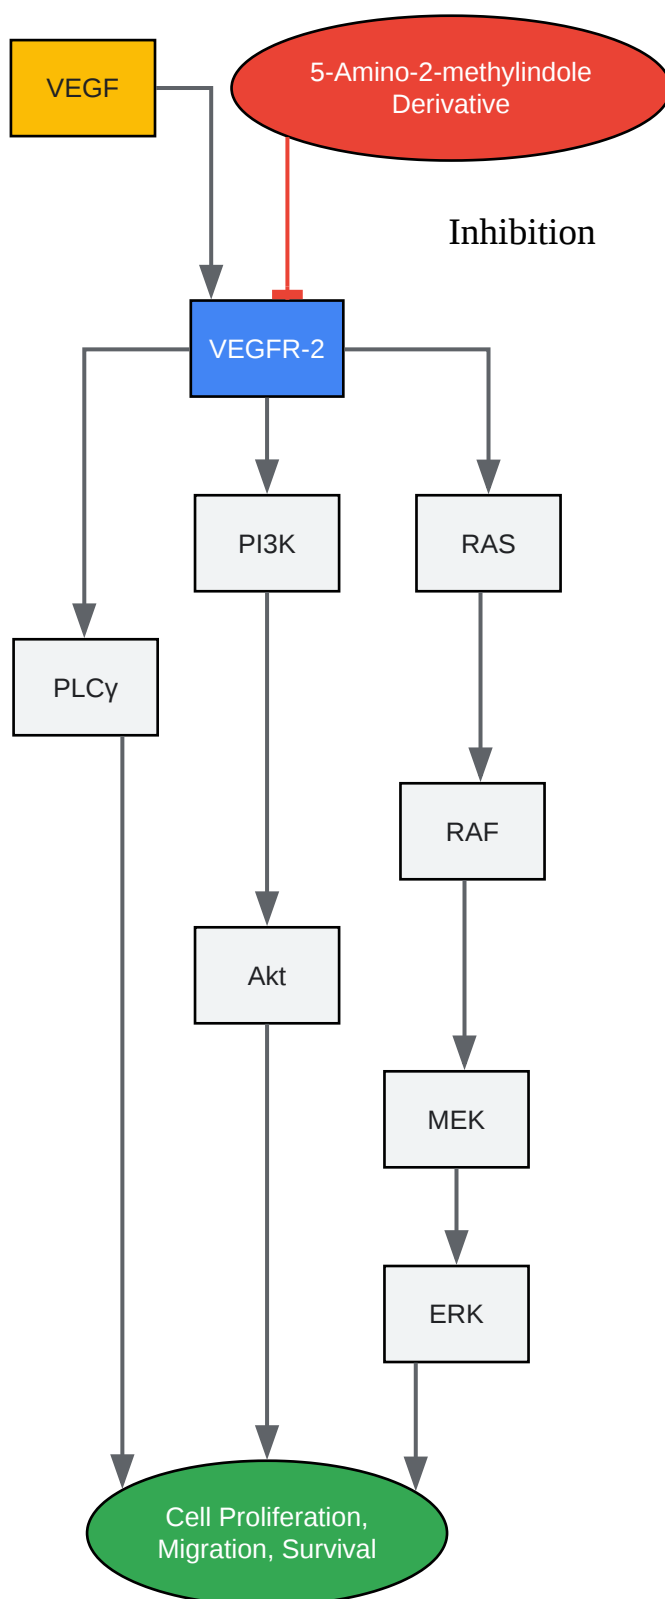 VEGF
5-Amino-2-methylindole
Derivative
Inhibition
VEGFR-2
PI3K
RAS
PLCγ
RAF
Akt
MEK
ERK
Cell Proliferation,
Migration, Survival